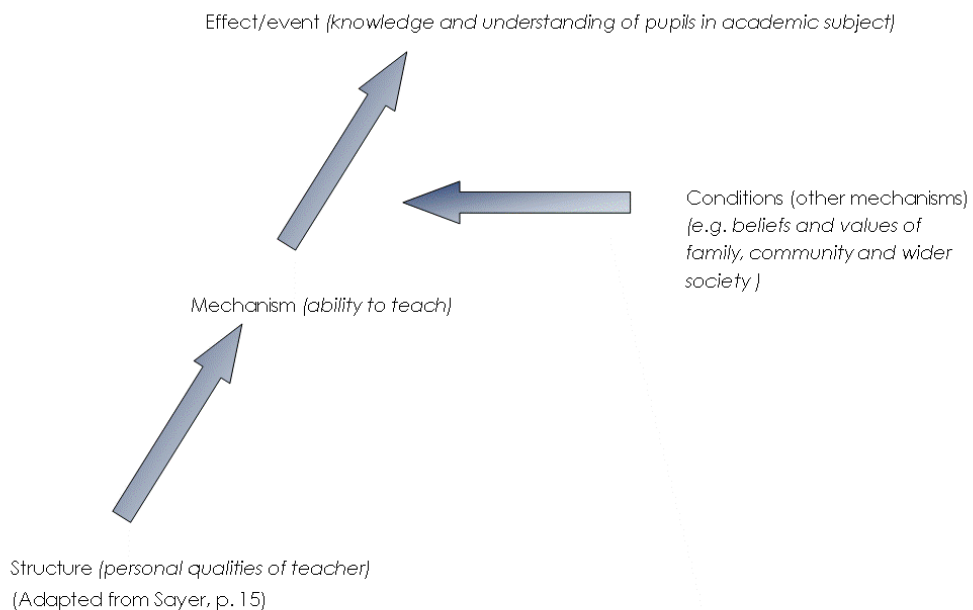 Effect/event (knowledge and understanding of pupils in academic subject)
Conditions (other mechanisms)
(e.g. beliefs and values of
family, community and wider
society )
Mechanism (ability to teach)
Structure (personal qualities of teacher)
(Adapted from Sayer, p. 15)